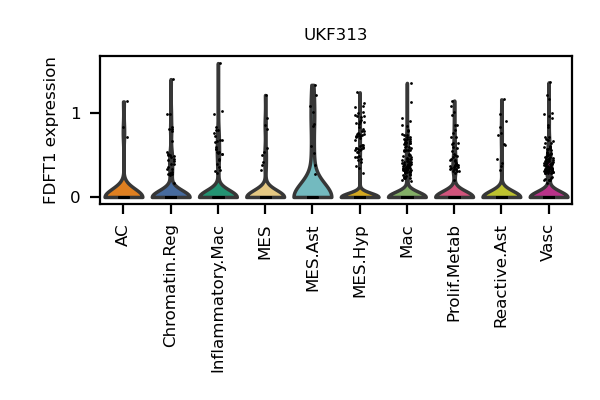 UKF313
FDFT1 expression
1
0
AC
Chromatin.Reg
Inflammatory.Mac
MES
MES.Ast
MES.Hyp
Mac
Prolif.Metab
Reactive.Ast
Vasc